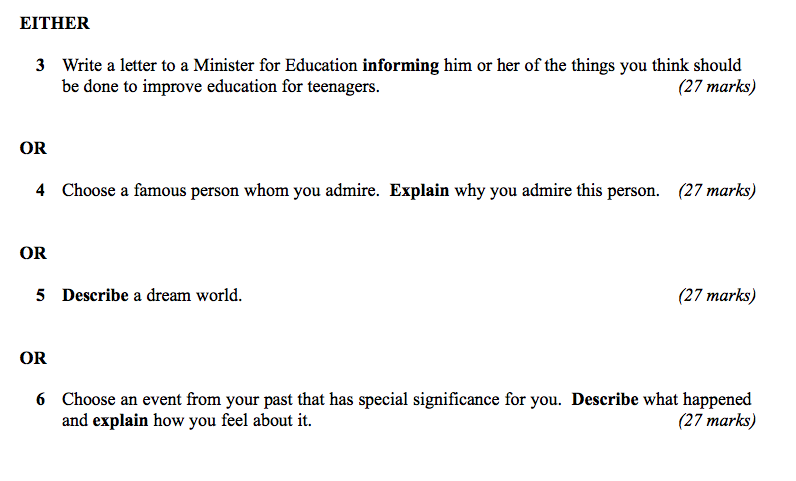 EITHER
3 Write a letter to a Minister for Education informing him or her of the things you think should
be done to improve education for teenagers. (27 marks)
OR
4 Choose a famous person whom you admire. Explain why you admire this person. (27 marks)
OR
5 Describe a dream world. (27 marks)
OR
6 Choose an event from your past that has special significance for you. Describe what happened
and explain how you feel about it. (27 marks)